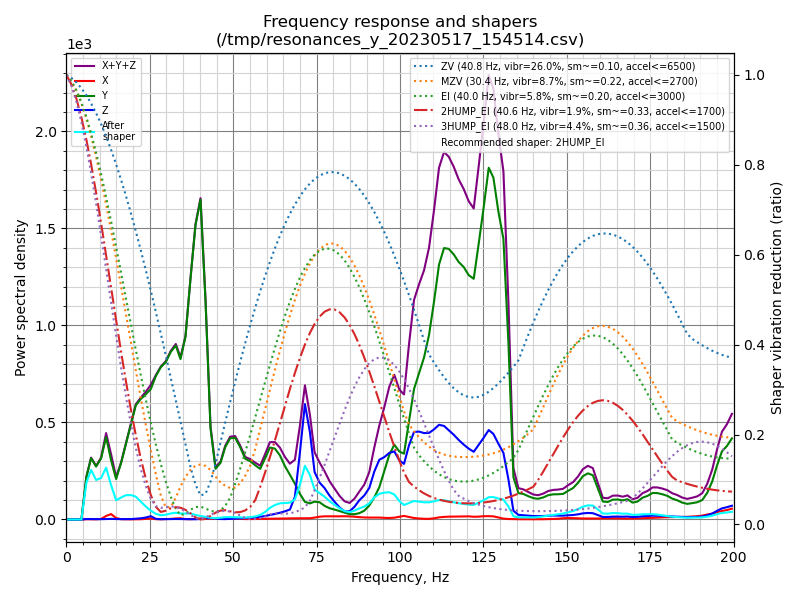 Frequency response and shapers
(/tmp/resonances_y_20230517_154514.csv)
1e3
X+Y+Z
X
Y
Z
After
shaper
ZV (40.8 Hz, vibr=26.0%, sm~=0.10, accel<=6500)
MZV (30.4 Hz, vibr=8.7%, sm~=0.22, accel<=2700)
EI (40.0 Hz, vibr=5.8%, sm~=0.20, accel<=3000)
2HUMP_EI (40.6 Hz, vibr=1.9%, sm~=0.33, accel<=1700)
3HUMP_EI (48.0 Hz, vibr=4.4%, sm~=0.36, accel<=1500)
Recommended shaper: 2HUMP_EI
Power spectral density
2.0
1.5
1.0
0.5
0.0
1.0
0.8
0.6
0.4
0.2
0.0
Shaper vibration reduction (ratio)
0 25 50 75 100 125 150 175 200
Frequency, Hz